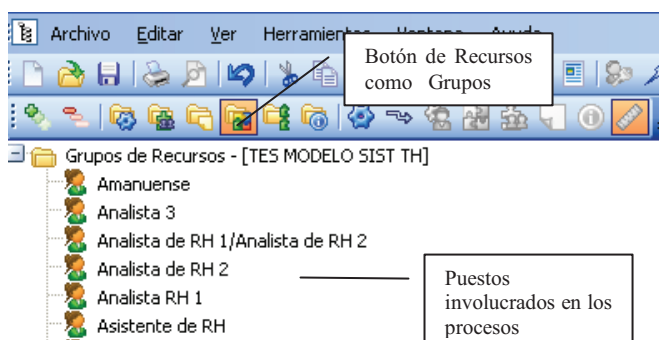 Archivo Editar Ver Herramientas Ventana Ayuda
Botón de Recursos
como Grupos
Grupos de Recursos - [TES MODELO SIST TH]
Amanuense
Analista 3
Analista de RH 1/Analista de RH 2
Analista de RH 2
Analista RH 1
Asistente de RH
Puestos
involucrados en los
procesos